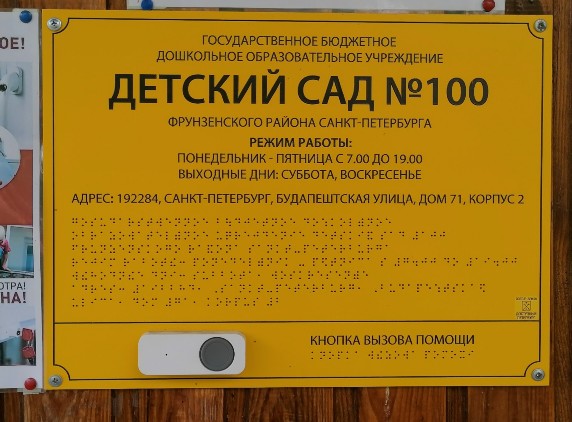 ГОСУДАРСТВЕННОЕ БЮДЖЕТНОЕ
ДОШКОЛЬНОЕ ОБРАЗОВАТЕЛЬНОЕ УЧРЕЖДЕНИЕ
ДЕТСКИЙ САД №100
ФРУНЗЕНСКОГО РАЙОНА САНКТ-ПЕТЕРБУРГА
РЕЖИМ РАБОТЫ:
ПОНЕДЕЛЬНИК - ПЯТНИЦА С 7.00 ДО 19.00
ВЫХОДНЫЕ ДНИ: СУББОТА, ВОСКРЕСЕНЬЕ
АДРЕС: 192284, САНКТ-ПЕТЕРБУРГ, БУДАПЕШТСКАЯ УЛИЦА, ДОМ 71, КОРПУС 2
КНОПКА ВЫЗОВА ПОМОЩИ